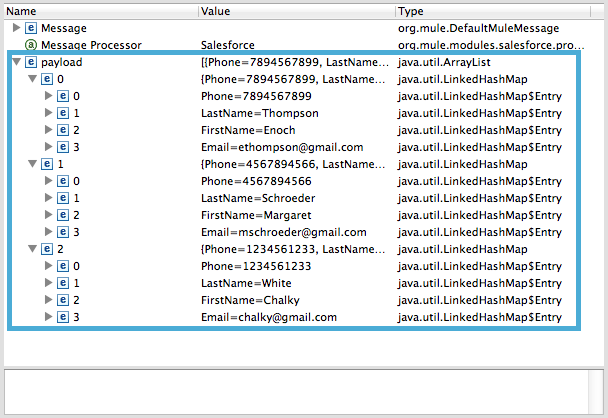 Name Value Type
Message org.mule.DefaultMuleMessage
a Message Processor Salesforce org.mule.modules.salesforce.pro...
e payload [{Phone=7894567899, LastName... java.util.ArrayList
e 0 {Phone=7894567899, LastName... java.util.LinkedHashMap
e 0 Phone=7894567899 java.util.LinkedHashMap$Entry
e 1 LastName=Thompson java.util.LinkedHashMap$Entry
e 2 FirstName=Enoch java.util.LinkedHashMap$Entry
e 3 Email=ethompson@gmail.com java.util.LinkedHashMap$Entry
e 1 {Phone=4567894566, LastName... java.util.LinkedHashMap
e 0 Phone=4567894566 java.util.LinkedHashMap$Entry
e 1 LastName=Schroeder java.util.LinkedHashMap$Entry
e 2 FirstName=Margaret java.util.LinkedHashMap$Entry
e 3 Email=mschroeder@gmail.com java.util.LinkedHashMap$Entry
e 2 {Phone=1234561233, LastName... java.util.LinkedHashMap
e 0 Phone=1234561233 java.util.LinkedHashMap$Entry
e 1 LastName=White java.util.LinkedHashMap$Entry
e 2 FirstName=Chalky java.util.LinkedHashMap$Entry
e 3 Email=chalky@gmail.com java.util.LinkedHashMap$Entry